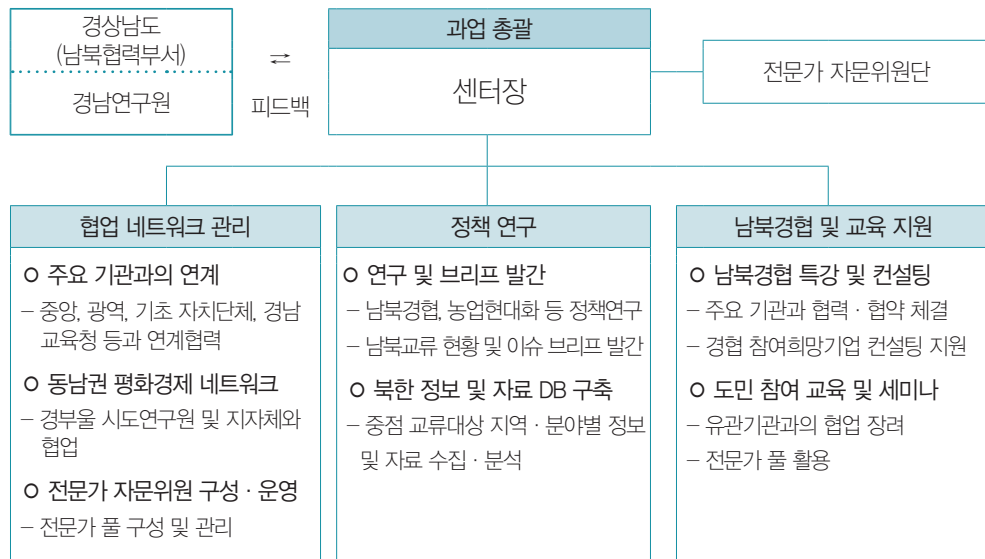 경상남도
(남북협력부서)
경남연구원
⇄
피드백
과업 총괄
센터장
전문가 자문위원단
협업 네트워크 관리
ㅇ 주요 기관과의 연계
– 중앙, 광역, 기초 자치단체, 경남
교육청 등과 연계협력
ㅇ 동남권 평화경제 네트워크
– 경부울 시도연구원 및 지자체와
협업
ㅇ 전문가 자문위원 구성 · 운영
– 전문가 풀 구성 및 관리
정책 연구
ㅇ 연구 및 브리프 발간
– 남북경협, 농업현대화 등 정책연구
– 남북교류 현황 및 이슈 브리프 발간
ㅇ 북한 정보 및 자료 DB 구축
– 중점 교류대상 지역 · 분야별 정보
및 자료 수집 · 분석
남북경협 및 교육 지원
ㅇ 남북경협 특강 및 컨설팅
– 주요 기관과 협력 · 협약 체결
– 경협 참여희망기업 컨설팅 지원
ㅇ 도민 참여 교육 및 세미나
– 유관기관과의 협업 장려
– 전문가 풀 활용